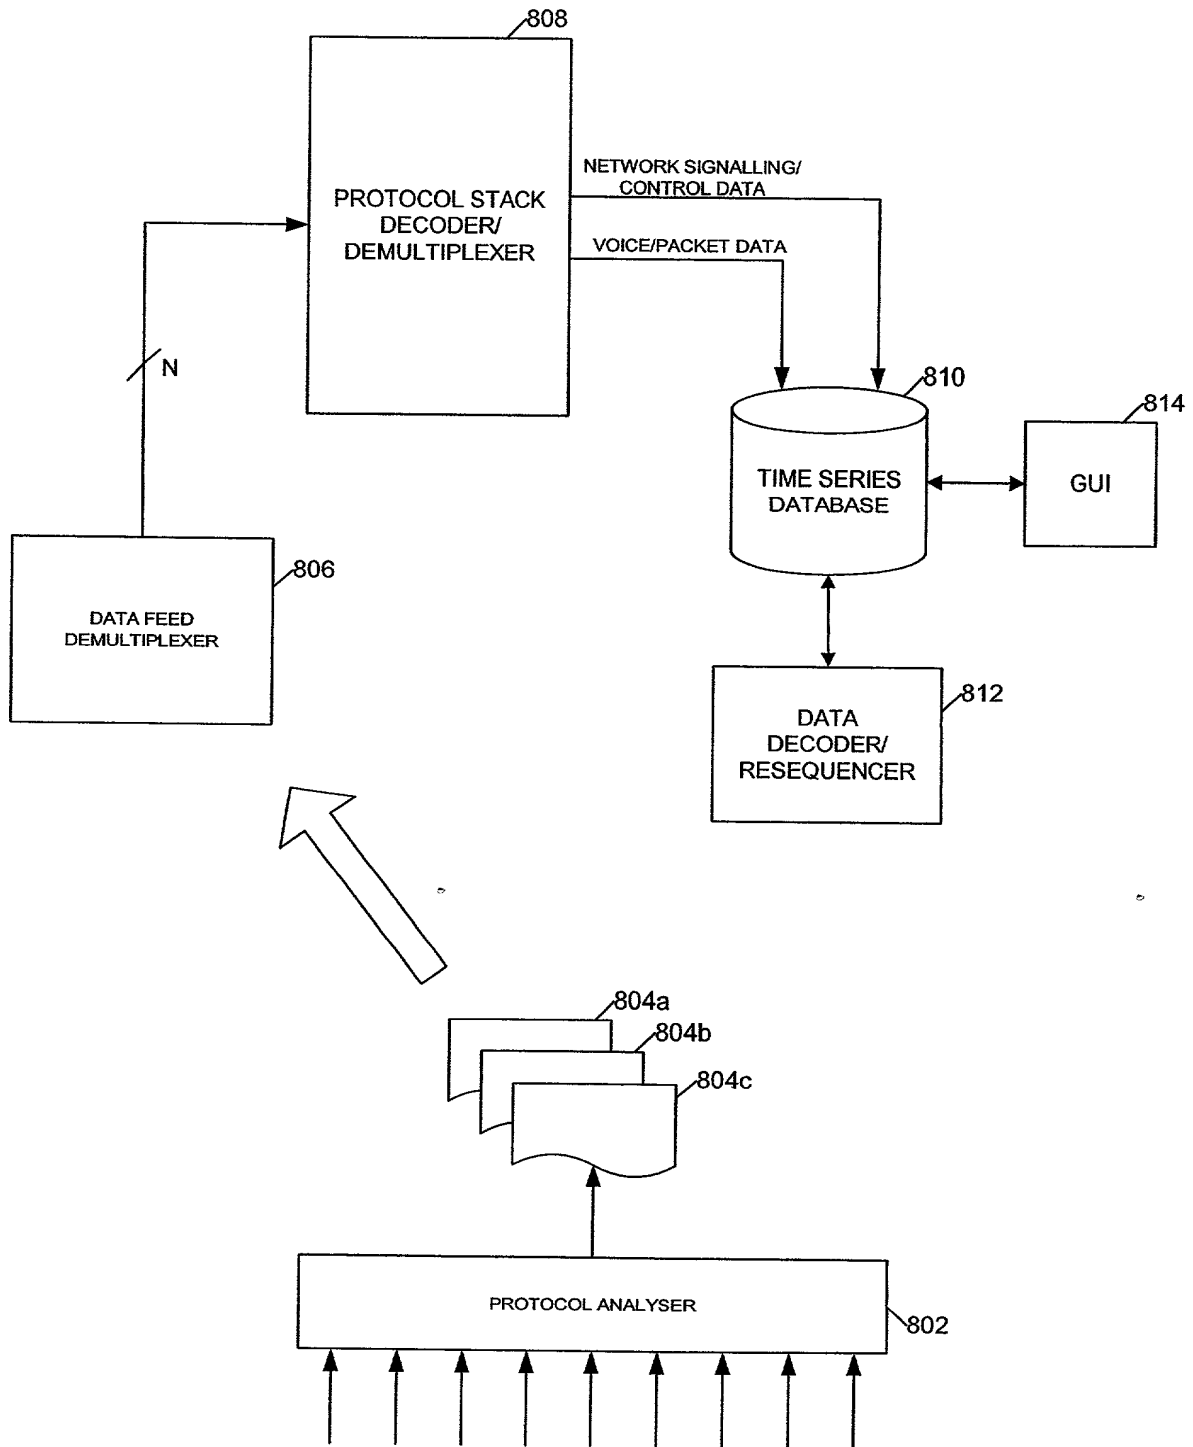 808
PROTOCOL STACK
DECODER/
DEMULTIPLEXER
NETWORK SIGNALLING/
CONTROL DATA
VOICE/PACKET DATA
N
810
814
TIME SERIES
DATABASE
GUI
806
DATA FEED
DEMULTIPLEXER
812
DATA
DECODER/
RESEQUENCER
804a
804b
804c
PROTOCOL ANALYSER
802